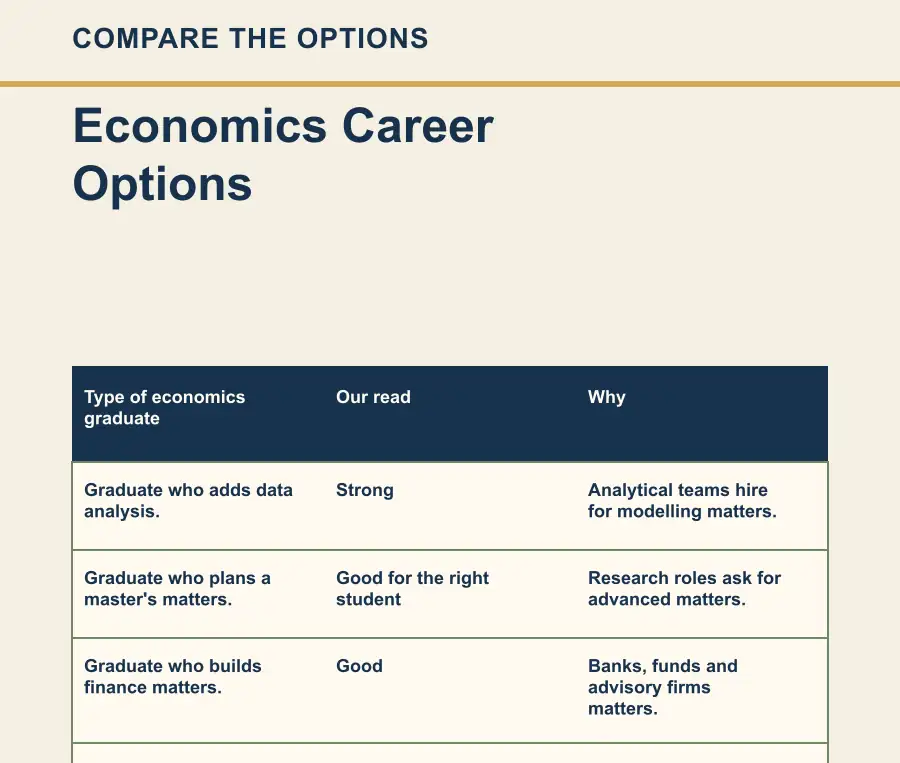 COMPARE THE OPTIONS
Economics Career
Options
Type of economics
graduate
Our read
Why
Graduate who adds data
analysis.
Strong
Analytical teams hire
for modelling matters.
Graduate who plans a
master's matters.
Good for the right
student
Research roles ask for
advanced matters.
Graduate who builds
finance matters.
Good
Banks, funds and
advisory firms
matters.